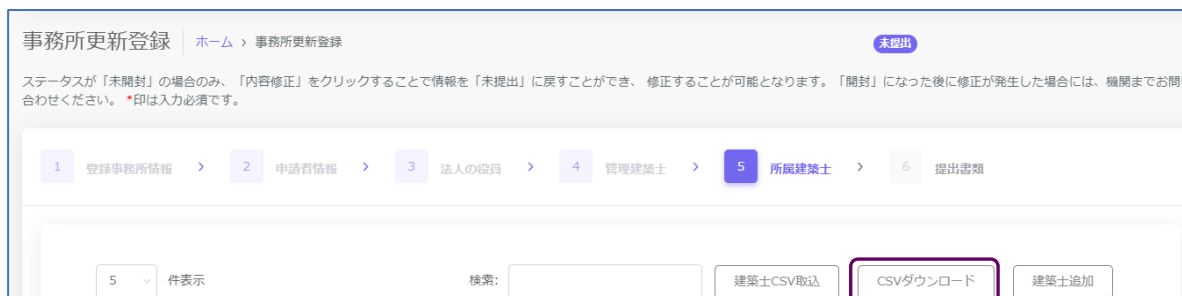 事務所更新登録 ホーム › 事務所更新登録 未提出
ステータスが「未開封」の場合のみ、「内容修正」をクリックすることで情報を「未提出」に戻すことができ、 修正することが可能となります。「開封」になった後に修正が発生した場合には、機関までお問い
合わせください。 *印は入力必須です。
1 登録事務所情報 › 2 申請者情報 › 3 法人の役員 › 4 管理建築士 › 5 所属建築士 › 6 提出書類
5 件表示 検索: 建築士CSV取込 CSVダウンロード 建築士追加